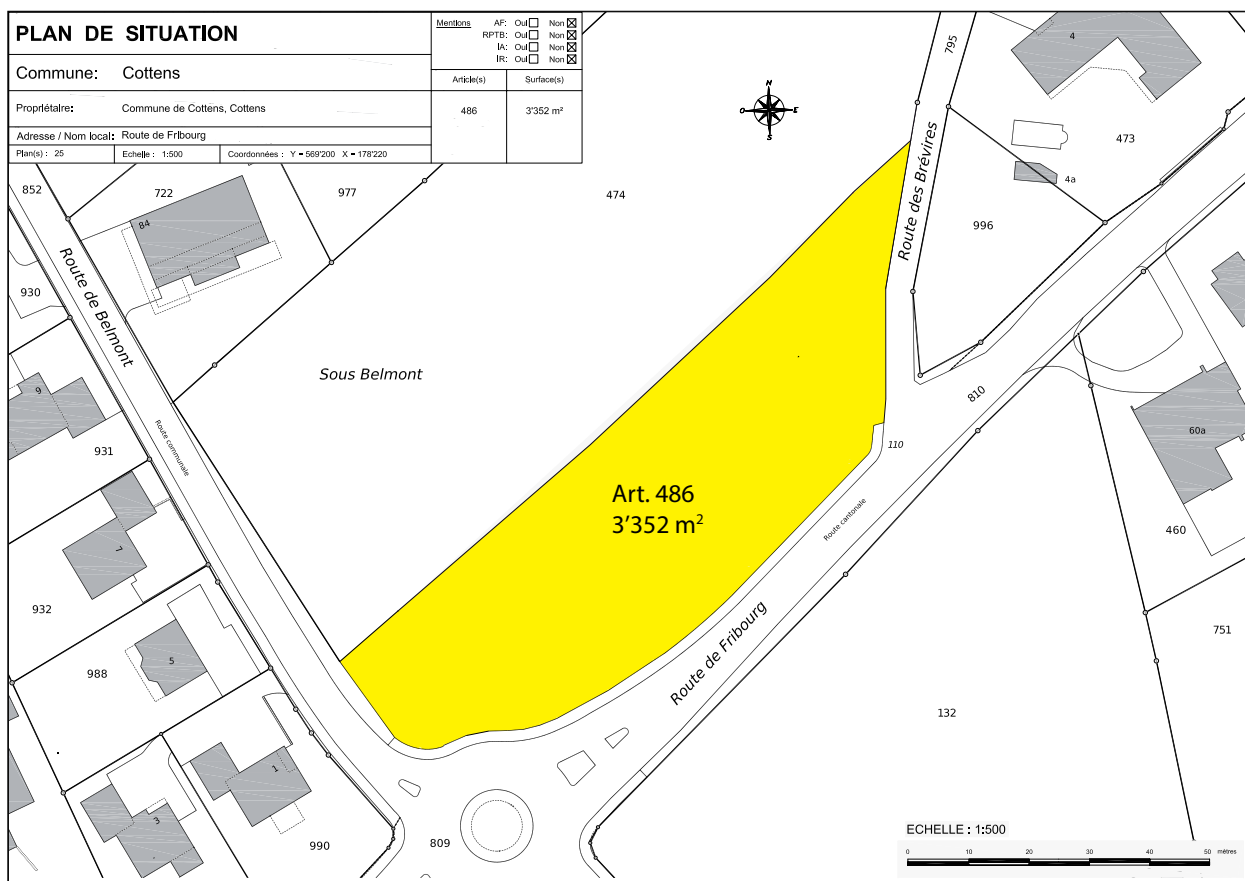 PLAN DE SITUATION
Commune: Cottens
Propriétaire: Commune de Cottens, Cottens
Adresse / Nom local: Route de Fribourg
Plan(s) : 25 Echelle : 1:500 Coordonnées : Y = 569'200 X = 178'220
Mentions AF: Oui Non
RPTB: Oui Non
IA: Oui Non
IR: Oui Non
Article(s) Surface(s)
486 3'352 m²
N
O E
S
795
4
473
4a
996
Route des Brévires
852
722
977
474
84
930
Route de Belmont
Sous Belmont
9
931
Route communale
810
60a
110
Art. 486
3’352 m²
Route cantonale
460
7
932
988
5
751
Route de Fribourg
132
1
3
990
809
ECHELLE : 1:500
0 10 20 30 40 50 mètres